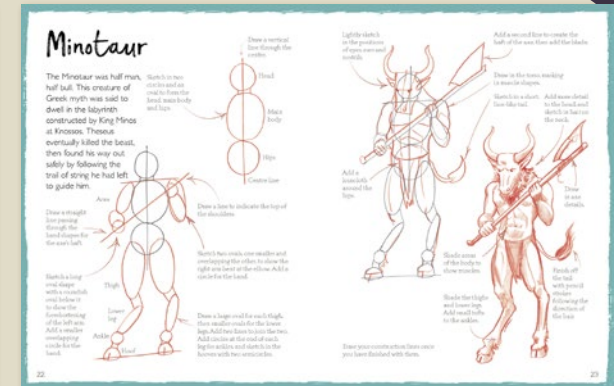 Minotaur
The Minotaur was half man,
half bull. This creature of
Greek myth was said to
dwell in the labyrinth
constructed by King Minos
at Knossos. Theseus
eventually killed the beast,
then found his way out
safely by following the
trail of string he had left
to guide him.
Sketch in two
circles and an
oval to form the
head, main body
and hips.
Draw a vertical
line through the
centre.
Head
Main
body
Hips
Centre line
Arms
Draw a line to indicate the top of
the shoulders.
Draw a straight
line passing
through the
hand shapes for
the axe's haft.
Sketch two ovals, one smaller and
overlapping the other, to show the
right arm bent at the elbow. Add a
circle for the hand.
Sketch a long
oval shape
with a roundish
oval below it
to show the
foreshortening
of the left arm.
Add a smaller
overlapping
circle for the
hand.
Thigh
Lower
leg
Ankle
Hoof
Draw a large oval for each thigh,
then smaller ovals for the lower
legs. Add two lines to join the two.
Add circles at the end of each
leg for ankles and sketch in the
hooves with two semicircles.
22
Lightly sketch
in the positions
of eyes, ears and
nostrils.
Add a second line to create the
haft of the axe, then add the blade.
Draw in the torso, marking
in muscle shapes.
Sketch in a short,
bow-like tail.
Add more detail
to the head and
sketch in hair on
the neck.
Add a
loincloth
around the
hips.
Draw
in axe
details.
Shade areas
of the body to
show muscles.
Shade the thighs
and lower legs.
Add small tufts
to the ankles.
Finish off
the tail
with pencil
strokes
following the
direction of
the hair.
Erase your construction lines once
you have finished with them.
23